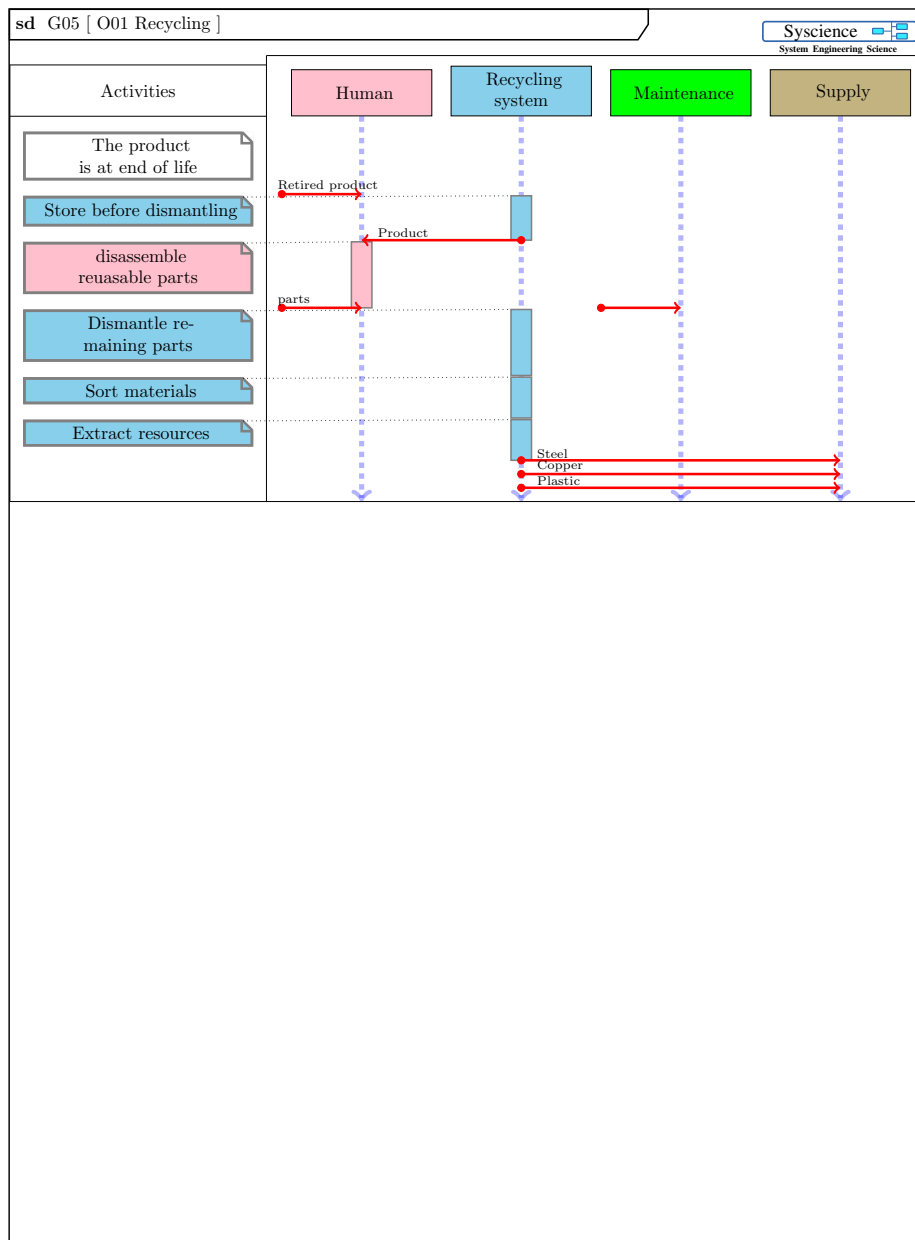 sd G05 [ O01 Recycling ]
Syscience
System Engineering Science
Activities
Human
Recycling
system
Maintenance
Supply
The product
is at end of life
Retired product
Store before dismantling
Product
disassemble
reuasable parts
parts
Dismantle re-
maining parts
Sort materials
Extract resources
Steel
Copper
Plastic